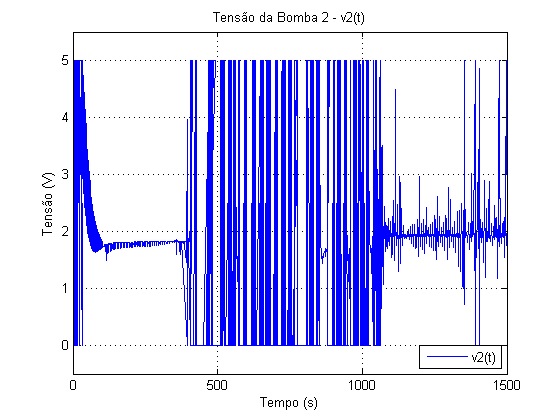 Tensão da Bomba 2 - v2(t)
5
4
3
2
1
0
Tensão (V)
0
500
1000
1500
Tempo (s)
v2(t)